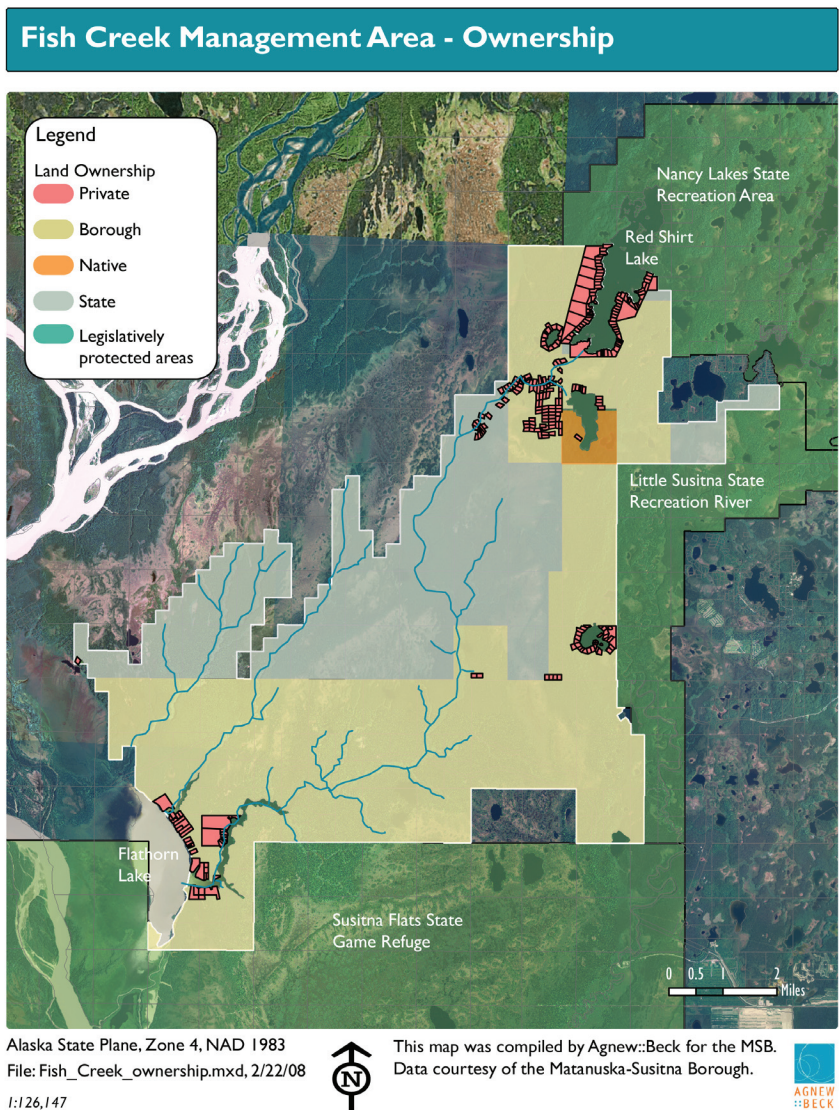 Fish Creek Management Area - Ownership
Legend
Land Ownership
Private
Borough
Native
State
Legislatively
protected areas
Nancy Lakes State
Recreation Area
Red Shirt
Lake
Little Susitna State
Recreation River
Flathorn
Lake
Susitna Flats State
Game Refuge
0 0.5 1 2
Miles
Alaska State Plane, Zone 4, NAD 1983
File: Fish_Creek_ownership.mxd, 2/22/08
1:126,147
N
This map was compiled by Agnew::Beck for the MSB.
Data courtesy of the Matanuska-Susitna Borough.
AGNEW
::BECK